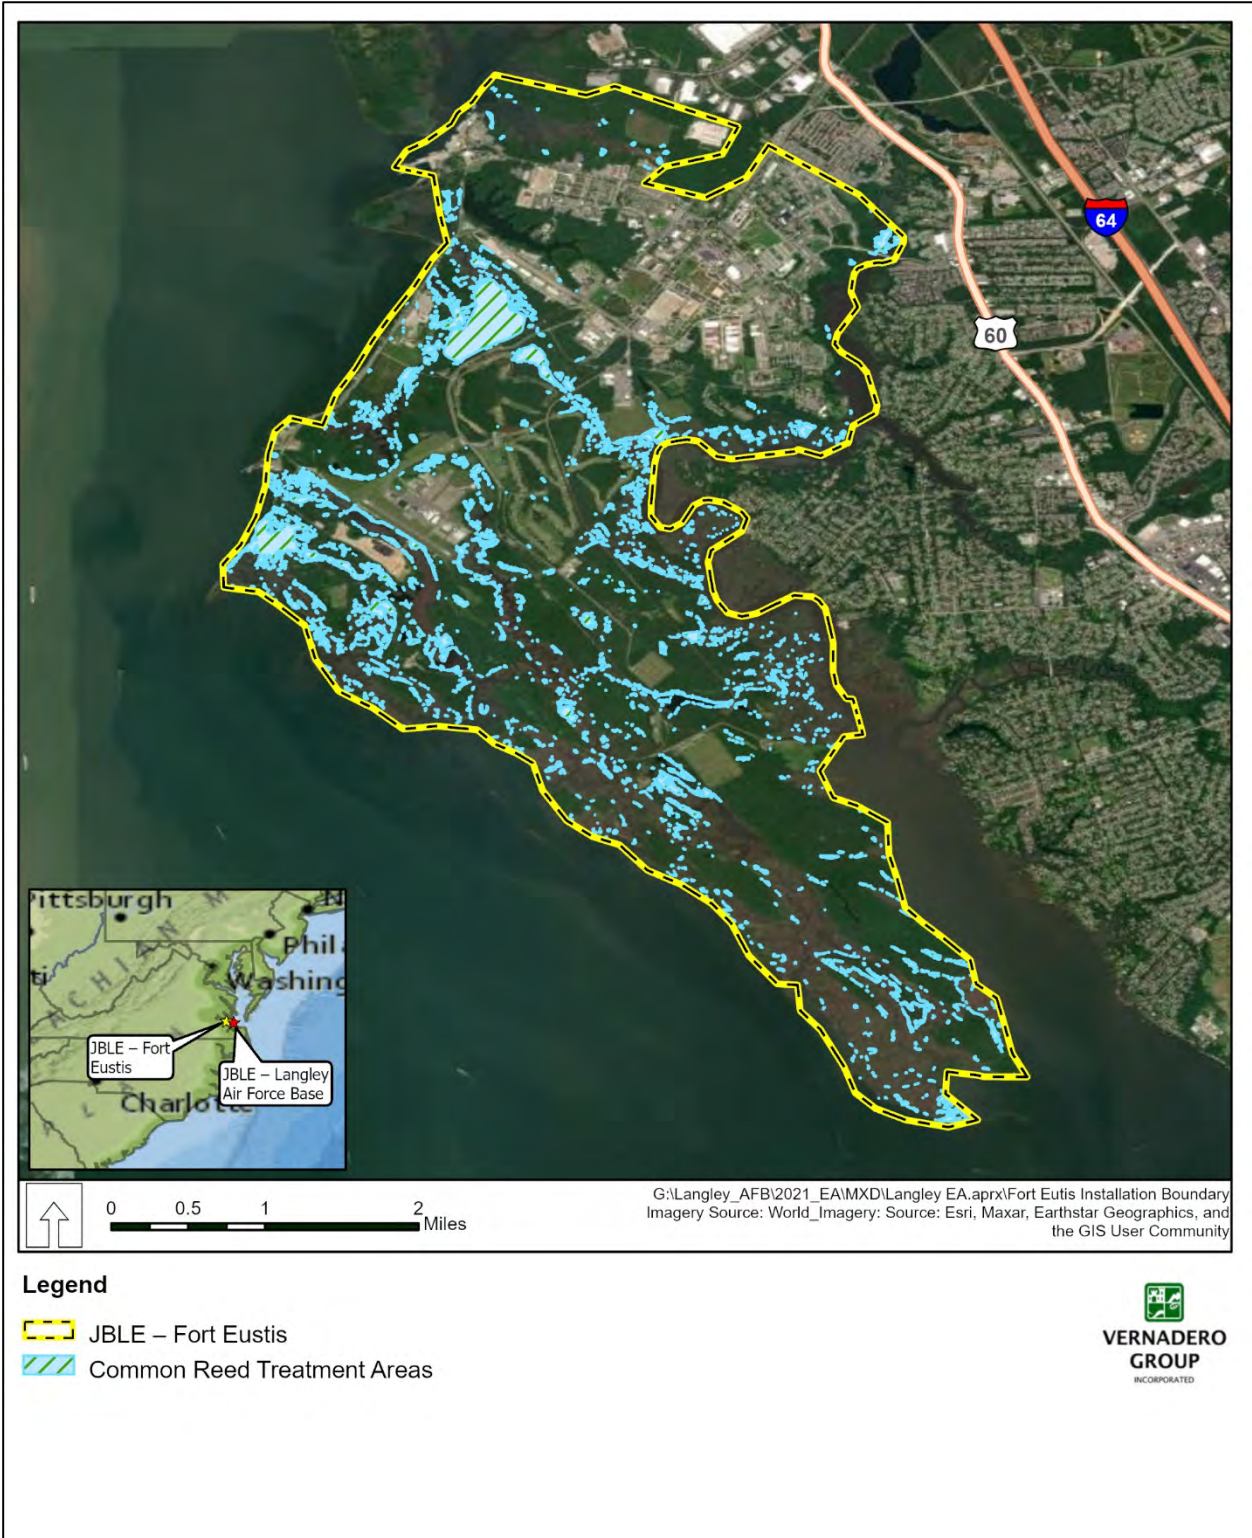 64
60
Pittsburgh
N
CHIAN M
Phil
ti
Washing
JBLE – Fort
Eustis
JBLE – Langley
Air Force Base
Charlotte
0 0.5 1 2
Miles
G:\Langley_AFB\2021_EA\MXD\Langley EA.aprx\Fort Eutis Installation Boundary
Imagery Source: World_Imagery: Source: Esri, Maxar, Earthstar Geographics, and
the GIS User Community
Legend
JBLE – Fort Eustis
Common Reed Treatment Areas
VERNADERO
GROUP
INCORPORATED